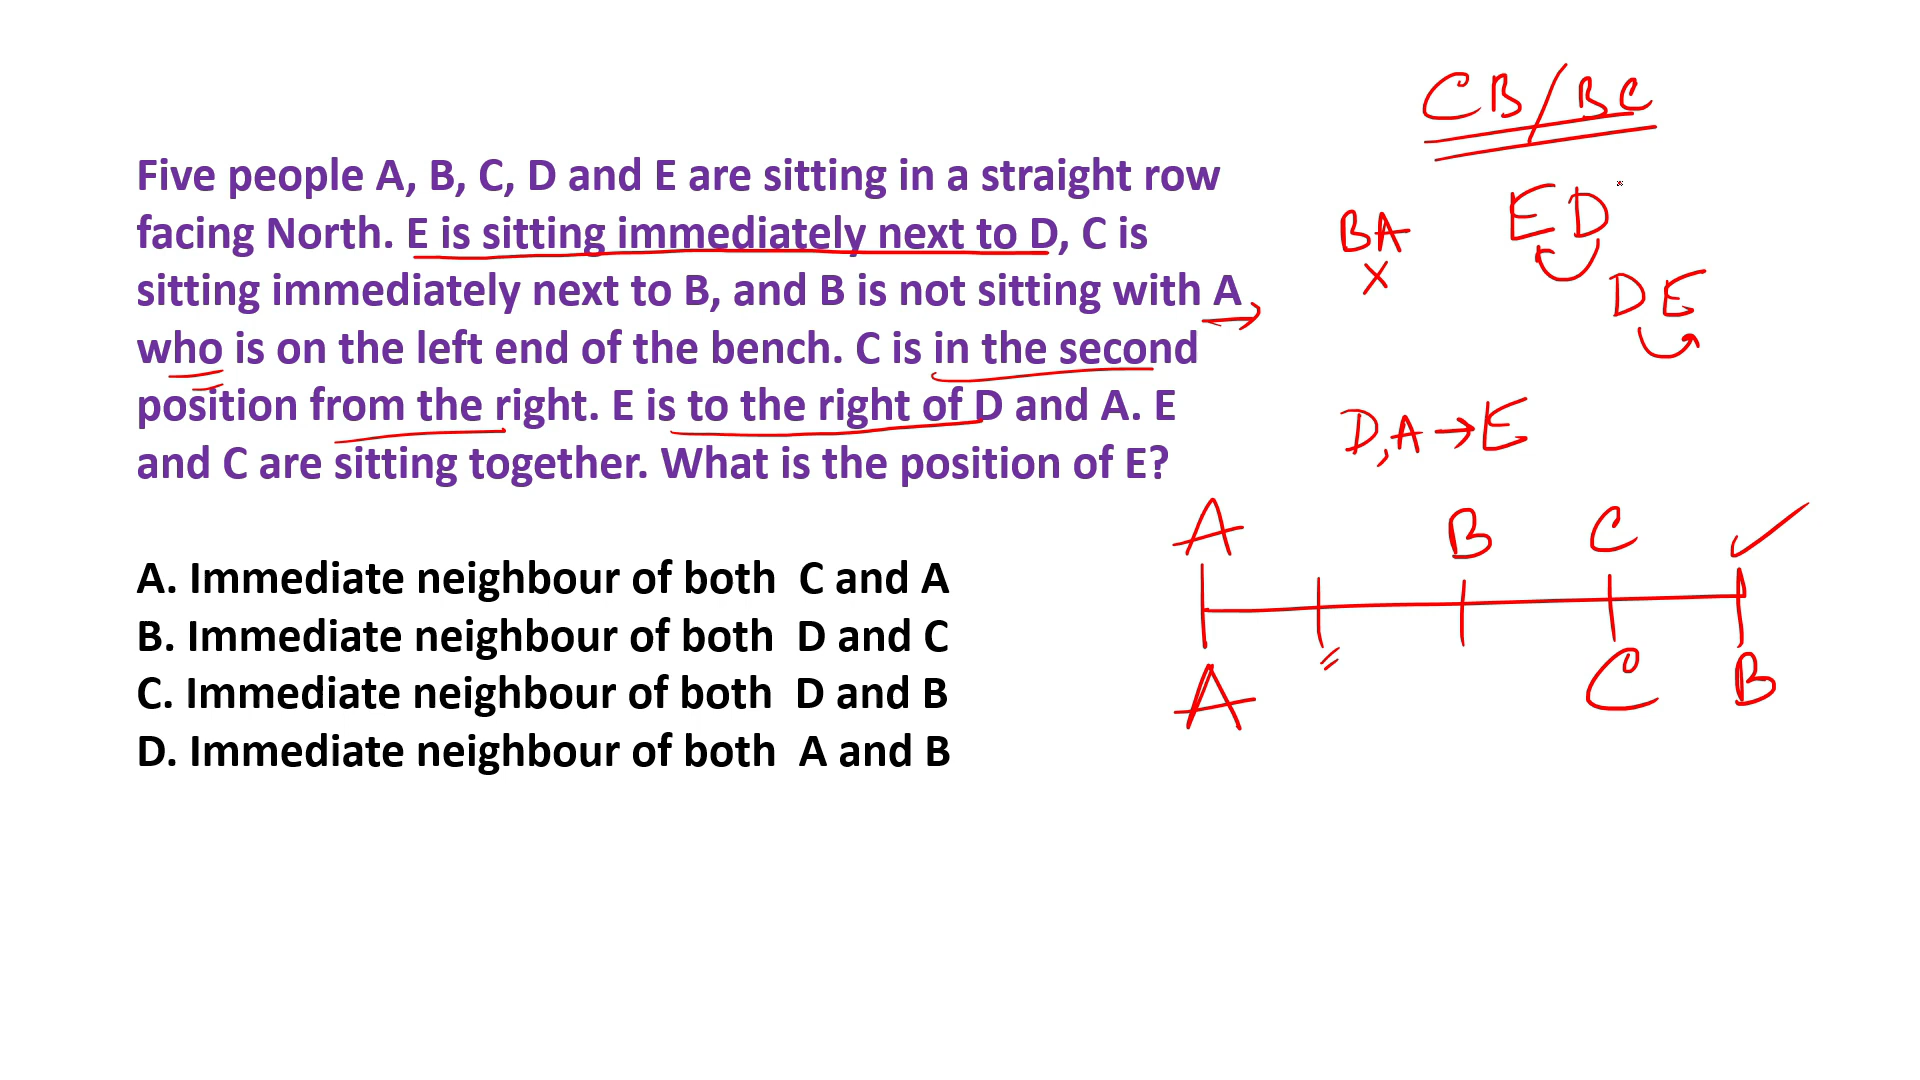 CB/BC
Five people A, B, C, D and E are sitting in a straight row
facing North. E is sitting immediately next to D, C is
sitting immediately next to B, and B is not sitting with A
who is on the left end of the bench. C is in the second
position from the right. E is to the right of D and A. E
and C are sitting together. What is the position of E?
BA
X
ED
DE
D, A → E
A B C ✓
A C B
A. Immediate neighbour of both C and A
B. Immediate neighbour of both D and C
C. Immediate neighbour of both D and B
D. Immediate neighbour of both A and B